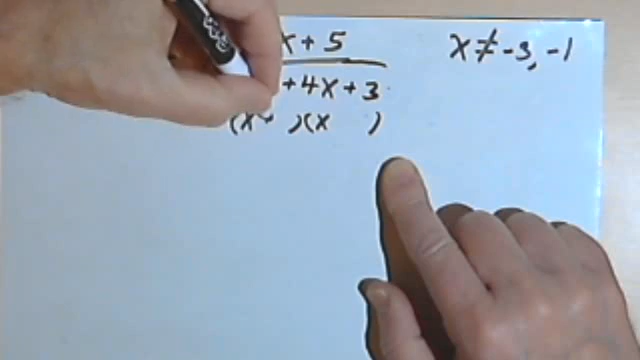 x + 5 x ≠ -3, -1
+ 4x + 3
(x + )(x )